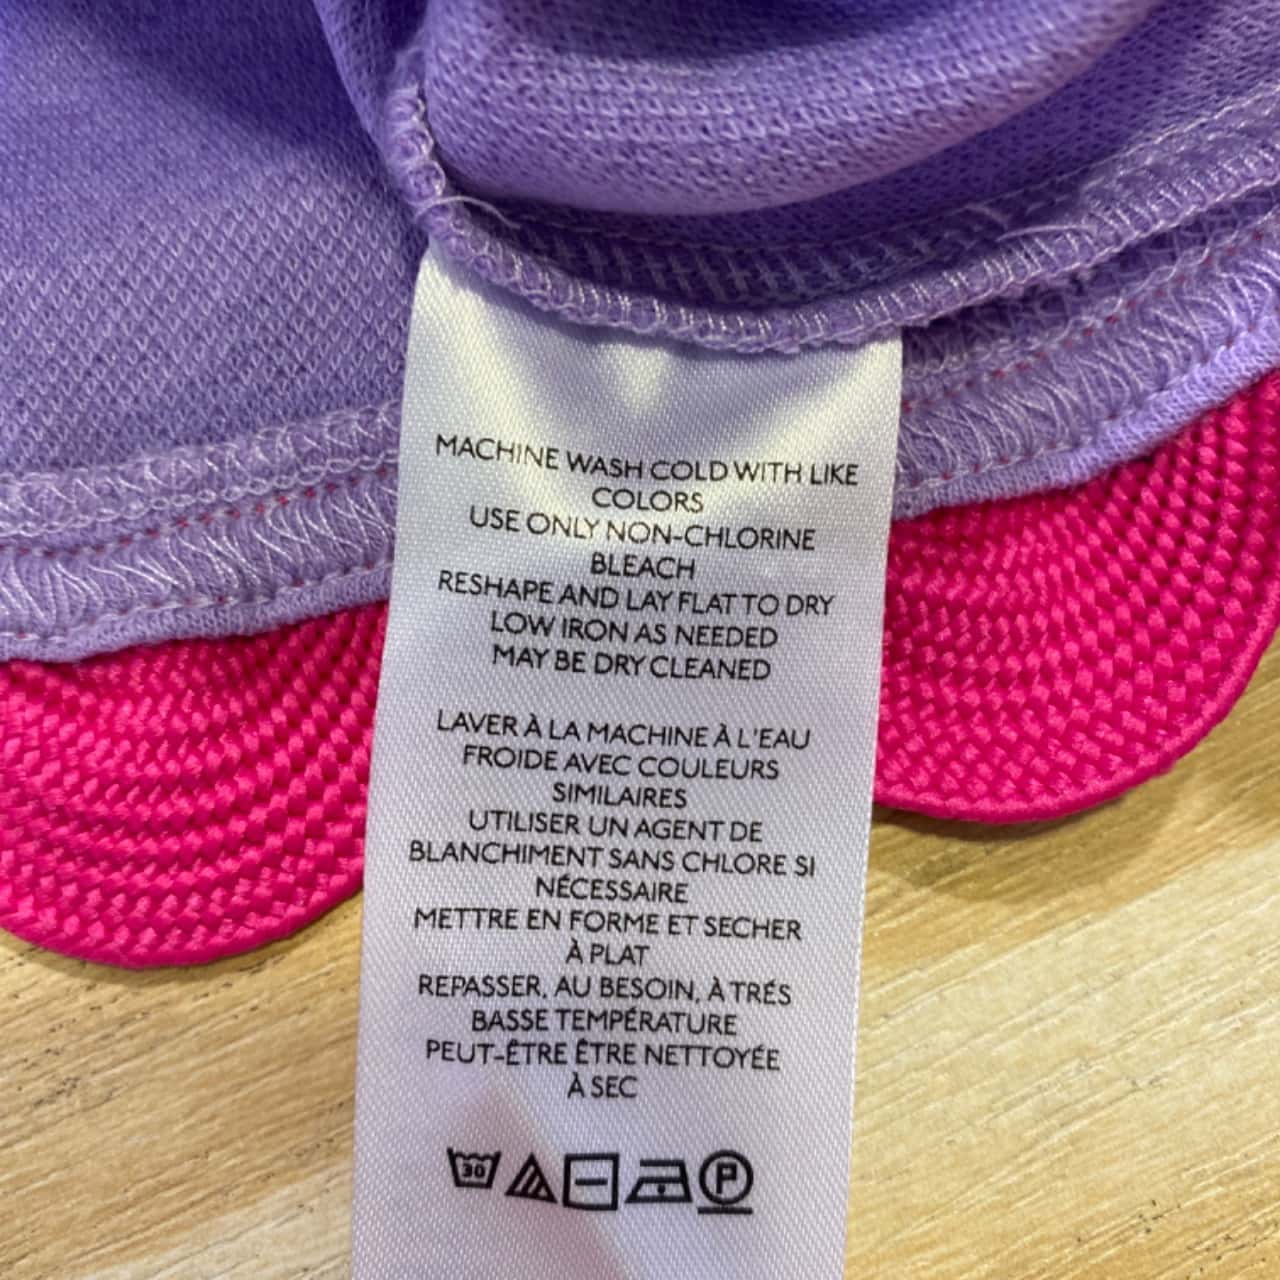 MACHINE WASH COLD WITH LIKE
COLORS
USE ONLY NON-CHLORINE
BLEACH
RESHAPE AND LAY FLAT TO DRY
LOW IRON AS NEEDED
MAY BE DRY CLEANED
LAVER À LA MACHINE À L'EAU
FROIDE AVEC COULEURS
SIMILAIRES
UTILISER UN AGENT DE
BLANCHIMENT SANS CHLORE SI
NÉCESSAIRE
METTRE EN FORME ET SECHER
À PLAT
REPASSER, AU BESOIN, À TRÉS
BASSE TEMPÉRATURE
PEUT-ÊTRE ÊTRE NETTOYÉE
À SEC
30 P